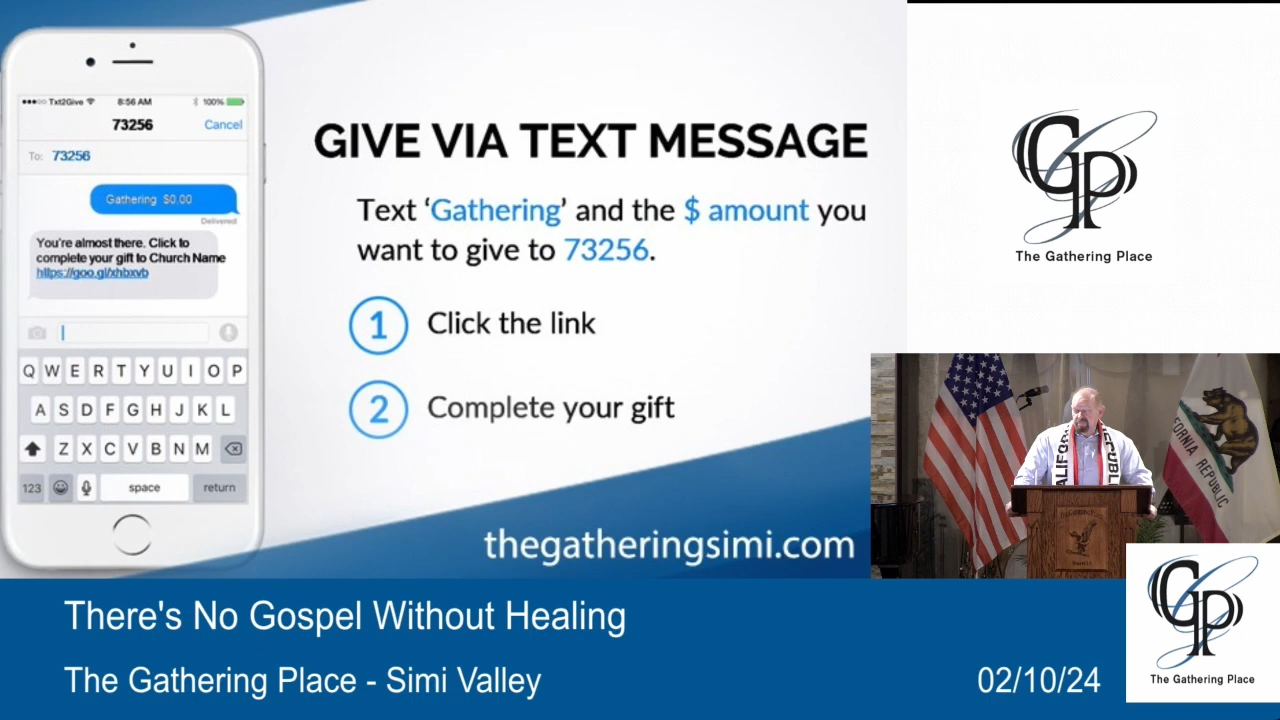 ●●●○○ Txt2Give 8:56 AM 100%
73256 Cancel
To: 73256
Gathering $0.00
Delivered
You're almost there. Click to
complete your gift to Church Name
https://goo.gl/xhbxvb
Q W E R T Y U I O P
A S D F G H J K L
Z X C V B N M
123 space return
GIVE VIA TEXT MESSAGE
Text ‘Gathering’ and the $ amount you
want to give to 73256.
1 Click the link
2 Complete your gift
thegatheringsimi.com
GP
The Gathering Place
CALIFORNIA REPUBLIC
There's No Gospel Without Healing
The Gathering Place - Simi Valley
02/10/24
GP
The Gathering Place